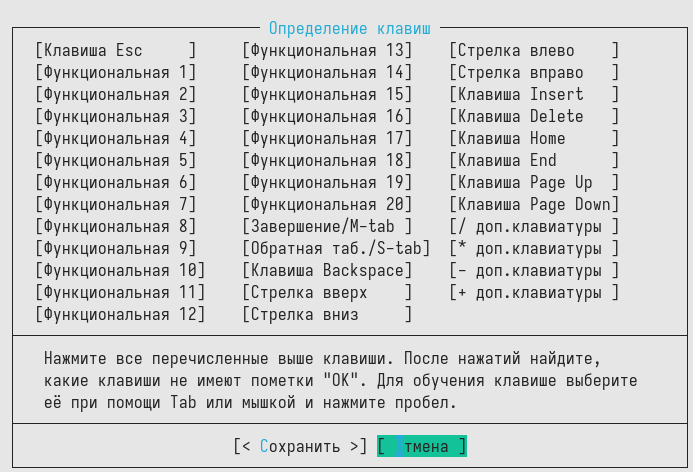 Определение клавиш
[Клавиша Esc     ]
[Функциональная 1]
[Функциональная 2]
[Функциональная 3]
[Функциональная 4]
[Функциональная 5]
[Функциональная 6]
[Функциональная 7]
[Функциональная 8]
[Функциональная 9]
[Функциональная 10]
[Функциональная 11]
[Функциональная 12]
[Функциональная 13]
[Функциональная 14]
[Функциональная 15]
[Функциональная 16]
[Функциональная 17]
[Функциональная 18]
[Функциональная 19]
[Функциональная 20]
[Завершение/M-tab ]
[Обратная таб./S-tab]
[Клавиша Backspace]
[Стрелка вверх    ]
[Стрелка вниз     ]
[Стрелка влево    ]
[Стрелка вправо   ]
[Клавиша Insert   ]
[Клавиша Delete   ]
[Клавиша Home     ]
[Клавиша End      ]
[Клавиша Page Up  ]
[Клавиша Page Down]
[/ доп.клавиатуры ]
[* доп.клавиатуры ]
[- доп.клавиатуры ]
[+ доп.клавиатуры ]
Нажмите все перечисленные выше клавиши. После нажатий найдите,
какие клавиши не имеют пометки "OK". Для обучения клавише выберите
её при помощи Tab или мышкой и нажмите пробел.
[< Сохранить >] [ Отмена ]